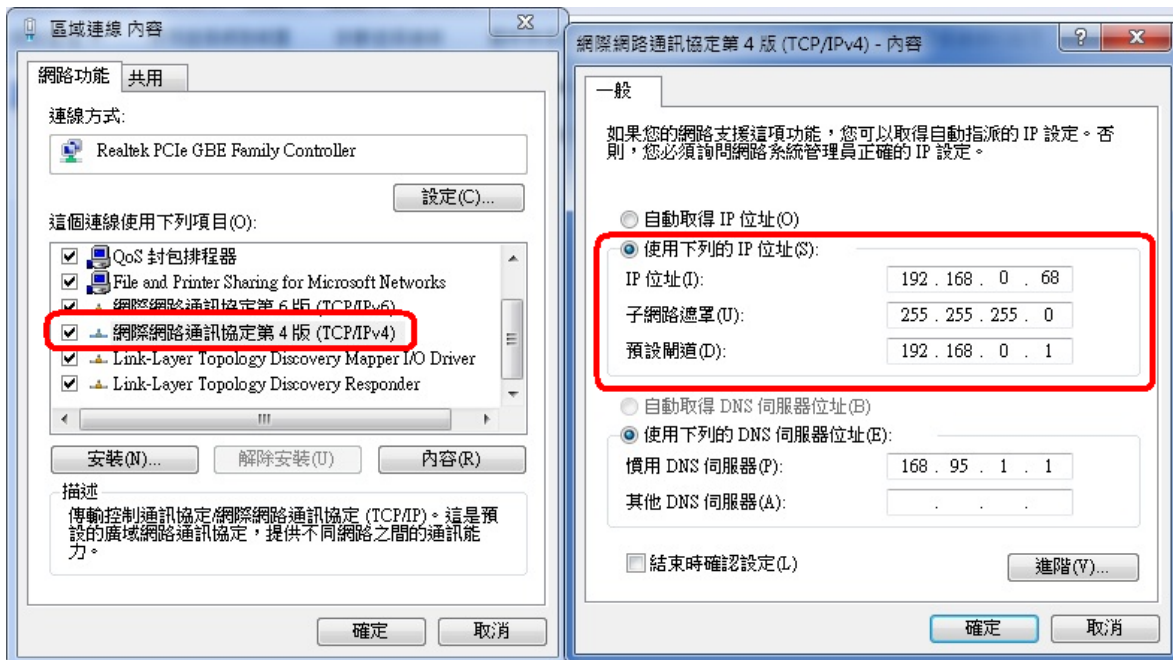 區域連線 內容
網路功能
共用
連線方式:
Realtek PCIe GBE Family Controller
設定(C)...
這個連線使用下列項目(O):
QoS 封包排程器
File and Printer Sharing for Microsoft Networks
網際網路通訊協定第 6 版 (TCP/IPv6)
網際網路通訊協定第 4 版 (TCP/IPv4)
Link-Layer Topology Discovery Mapper I/O Driver
Link-Layer Topology Discovery Responder
安裝(N)...
解除安裝(U)
內容(R)
描述
傳輸控制通訊協定/網際網路通訊協定 (TCP/IP)。這是預
設的廣域網路通訊協定，提供不同網路之間的通訊能
力。
確定
取消
網際網路通訊協定第 4 版 (TCP/IPv4) - 內容
一般
如果您的網路支援這項功能，您可以取得自動指派的 IP 設定。否
則，您必須詢問網路系統管理員正確的 IP 設定。
自動取得 IP 位址(O)
使用下列的 IP 位址(S):
IP 位址(I): 192 . 168 . 0 . 68
子網路遮罩(U): 255 . 255 . 255 . 0
預設閘道(D): 192 . 168 . 0 . 1
自動取得 DNS 伺服器位址(B)
使用下列的 DNS 伺服器位址(E):
慣用 DNS 伺服器(P): 168 . 95 . 1 . 1
其他 DNS 伺服器(A): . . .
結束時確認設定(L)
進階(V)...
確定
取消